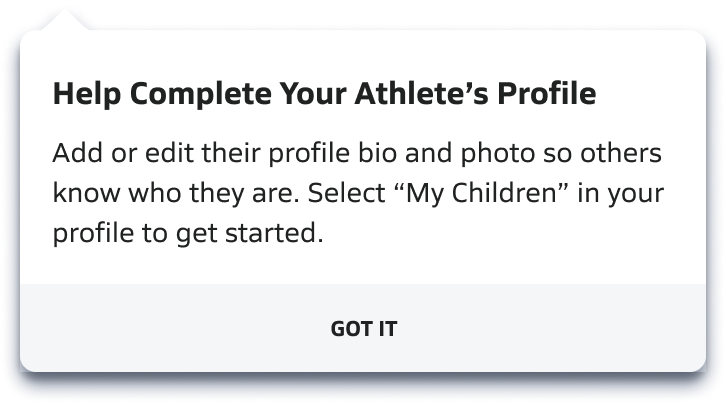 Help Complete Your Athlete’s Profile
Add or edit their profile bio and photo so others
know who they are. Select “My Children” in your
profile to get started.
GOT IT